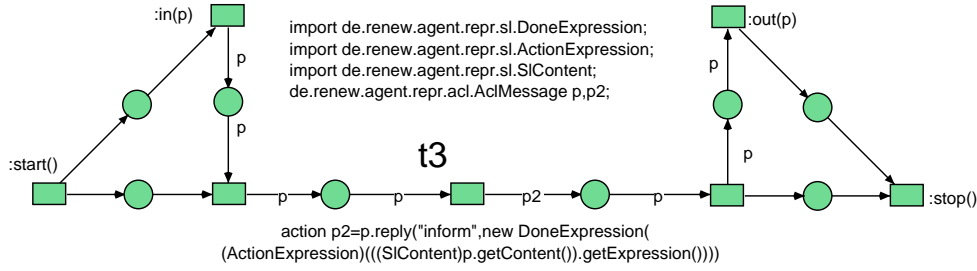 :in(p)
:out(p)
import de.renew.agent.repr.sl.DoneExpression;
import de.renew.agent.repr.sl.ActionExpression;
import de.renew.agent.repr.sl.SlContent;
de.renew.agent.repr.acl.AclMessage p,p2;
p
p
p
p
:start()
t3
p
p
p2
p
:stop()
action p2=p.reply("inform",new DoneExpression(
(ActionExpression)(((SlContent)p.getContent()).getExpression())))